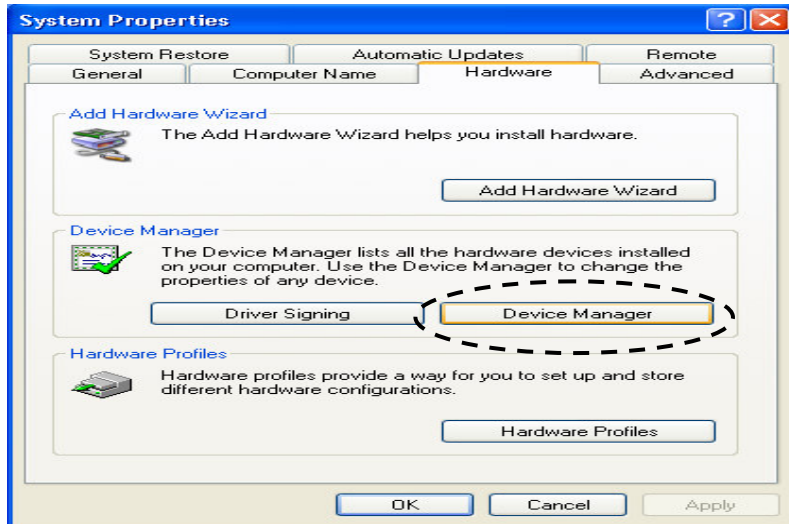 System Properties
System Restore Automatic Updates Remote
General Computer Name Hardware Advanced
Add Hardware Wizard
The Add Hardware Wizard helps you install hardware.
Add Hardware Wizard
Device Manager
The Device Manager lists all the hardware devices installed
on your computer. Use the Device Manager to change the
properties of any device.
Driver Signing Device Manager
Hardware Profiles
Hardware profiles provide a way for you to set up and store
different hardware configurations.
Hardware Profiles
OK Cancel Apply